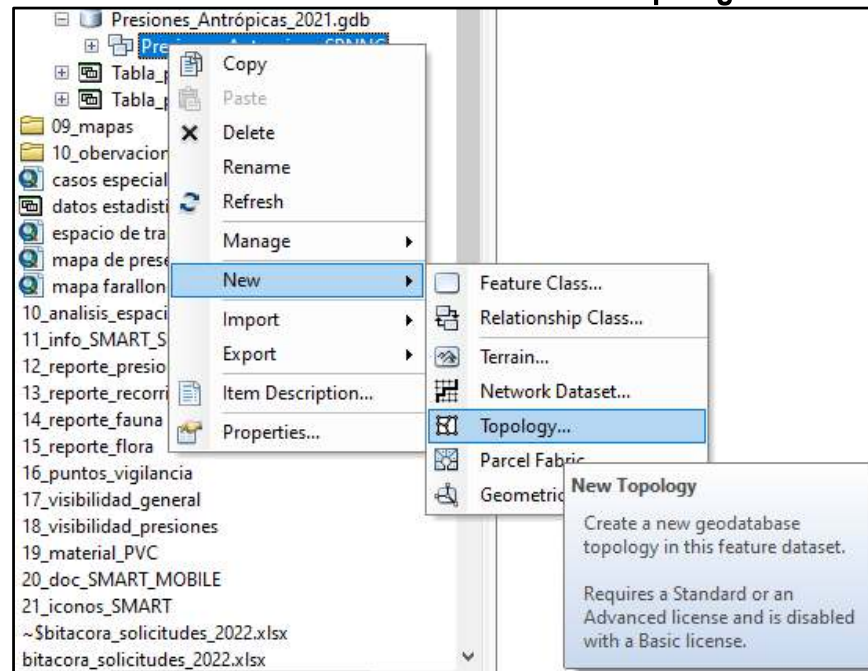 Presiones_Antrópicas_2021.gdb
Tabla_p
Tabla_p
09_mapas
10_obervacior
casos especial
datos estadisti
espacio de tra
mapa de prese
mapa farallon
10_analisis_espaci
11_info_SMART_S
12_reporte_presio
13_reporte_recorri
14_reporte_fauna
15_reporte_flora
16_puntos_vigilancia
17_visibilidad_general
18_visibilidad_presiones
19_material_PVC
20_doc_SMART_MOBILE
21_iconos_SMART
~$bitacora_solicitudes_2022.xlsx
bitacora_solicitudes_2022.xlsx
Copy
Paste
Delete
Rename
Refresh
Manage
New
Import
Export
Item Description...
Properties...
Feature Class...
Relationship Class...
Terrain...
Network Dataset...
Topology...
Parcel Fabric
Geometric
New Topology
Create a new geodatabase
topology in this feature dataset.
Requires a Standard or an
Advanced license and is disabled
with a Basic license.